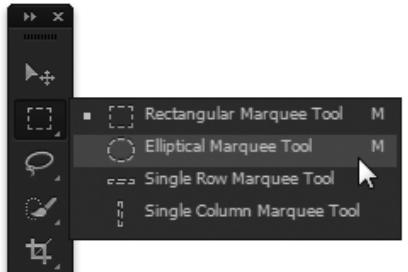 Rectangular Marquee Tool M
Elliptical Marquee Tool M
Single Row Marquee Tool
Single Column Marquee Tool